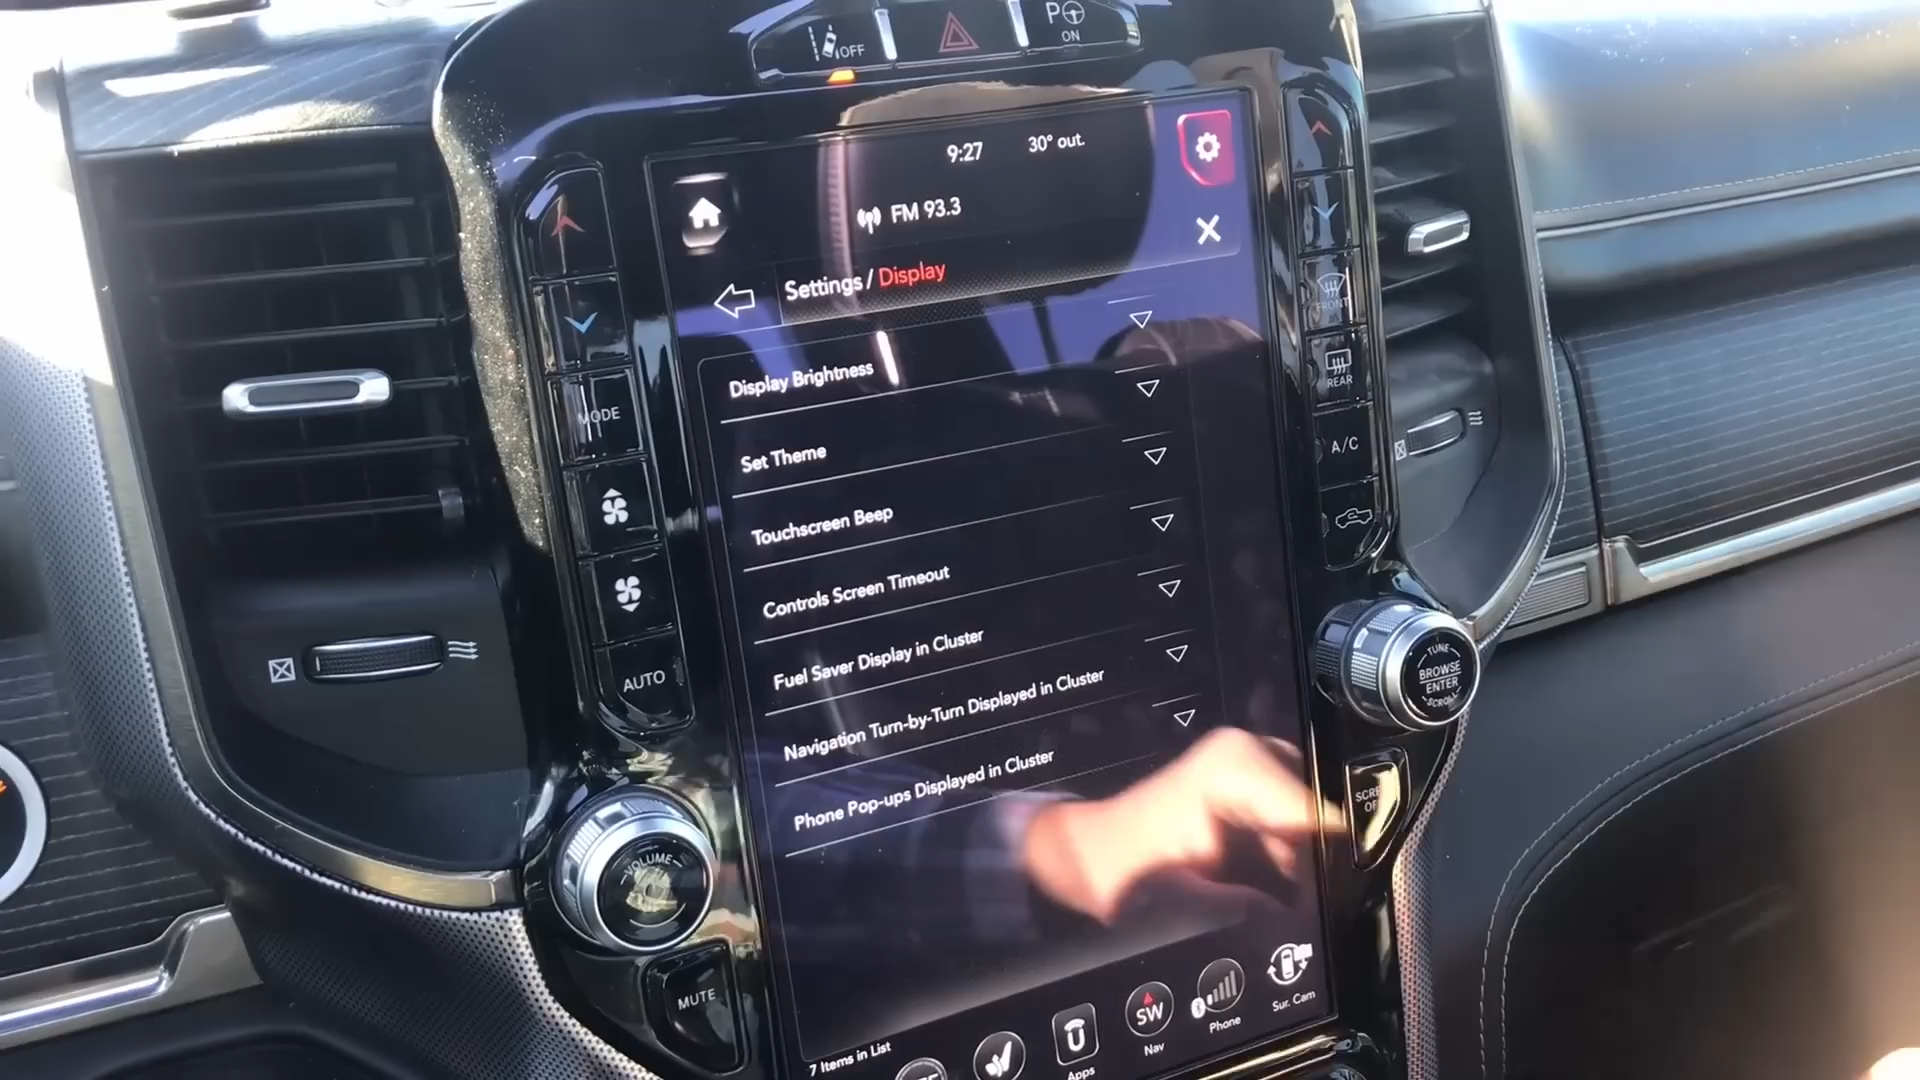 OFF
P
ON
9:27
30° out.
FM 93.3
Settings / Display
Display Brightness
Set Theme
Touchscreen Beep
Controls Screen Timeout
Fuel Saver Display in Cluster
Navigation Turn-by-Turn Displayed in Cluster
Phone Pop-ups Displayed in Cluster
7 Items in List
Apps
SW
Nav
Phone
Sur. Cam
MODE
AUTO
VOLUME
MUTE
FRONT
REAR
A/C
TUNE
BROWSE
ENTER
SCROLL